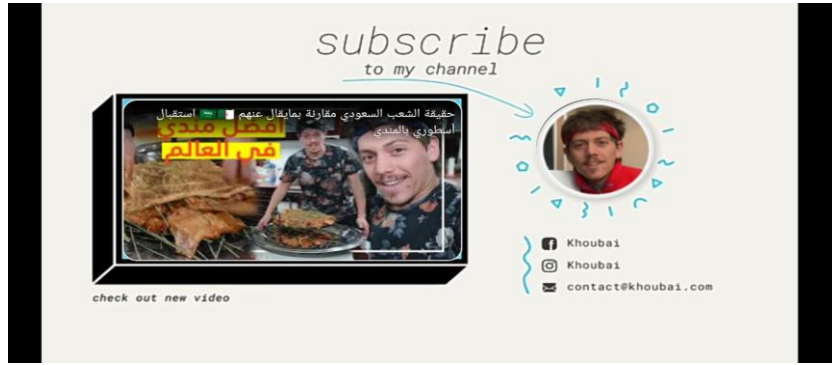 subscribe
to my channel
حقيقة الشعب السعودي مقارنة بمايقال عنهم 🇩🇿 🇸🇦 استقبال
أسطوري بالمندي
افضل مندي
في العالم
check out new video
Khoubai
Khoubai
contact@khoubai.com